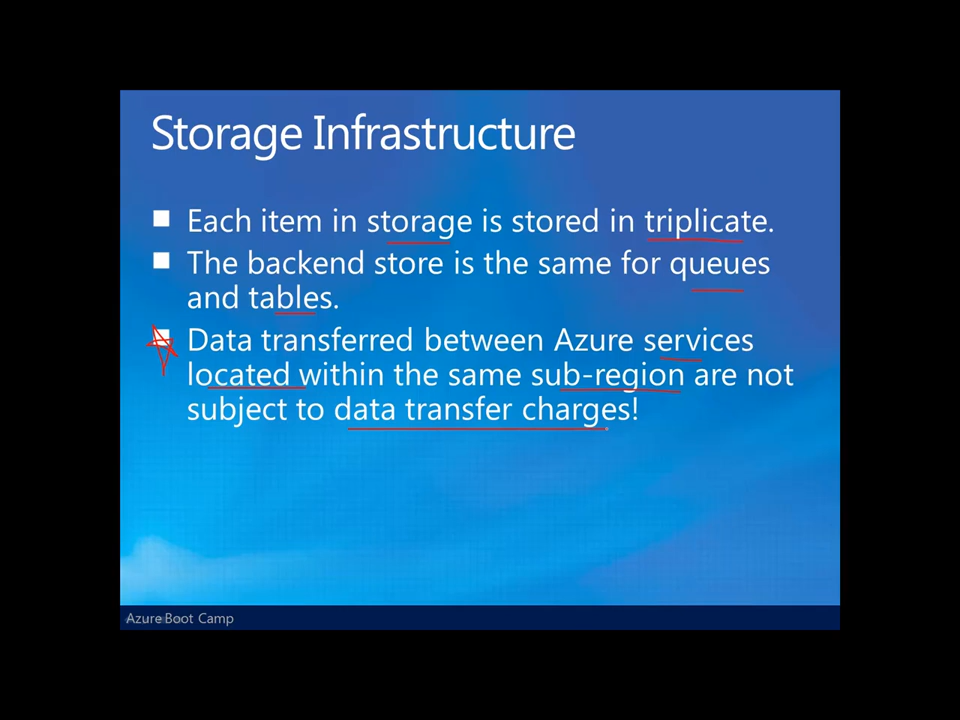 Storage Infrastructure
Each item in storage is stored in triplicate.
The backend store is the same for queues
and tables.
Data transferred between Azure services
located within the same sub-region are not
subject to data transfer charges!
Azure Boot Camp